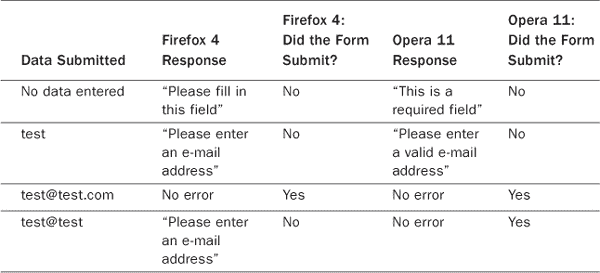 Firefox 4: Opera 11:
Firefox 4 Did the Form Opera 11 Did the Form
Data Submitted Response Submit? Response Submit?
No data entered “Please fill in No “This is a No
this field” required field”
test “Please enter No “Please enter No
an e-mail a valid e-mail
address” address”
test@test.com No error Yes No error Yes
test@test “Please enter No No error Yes
an e-mail
address”